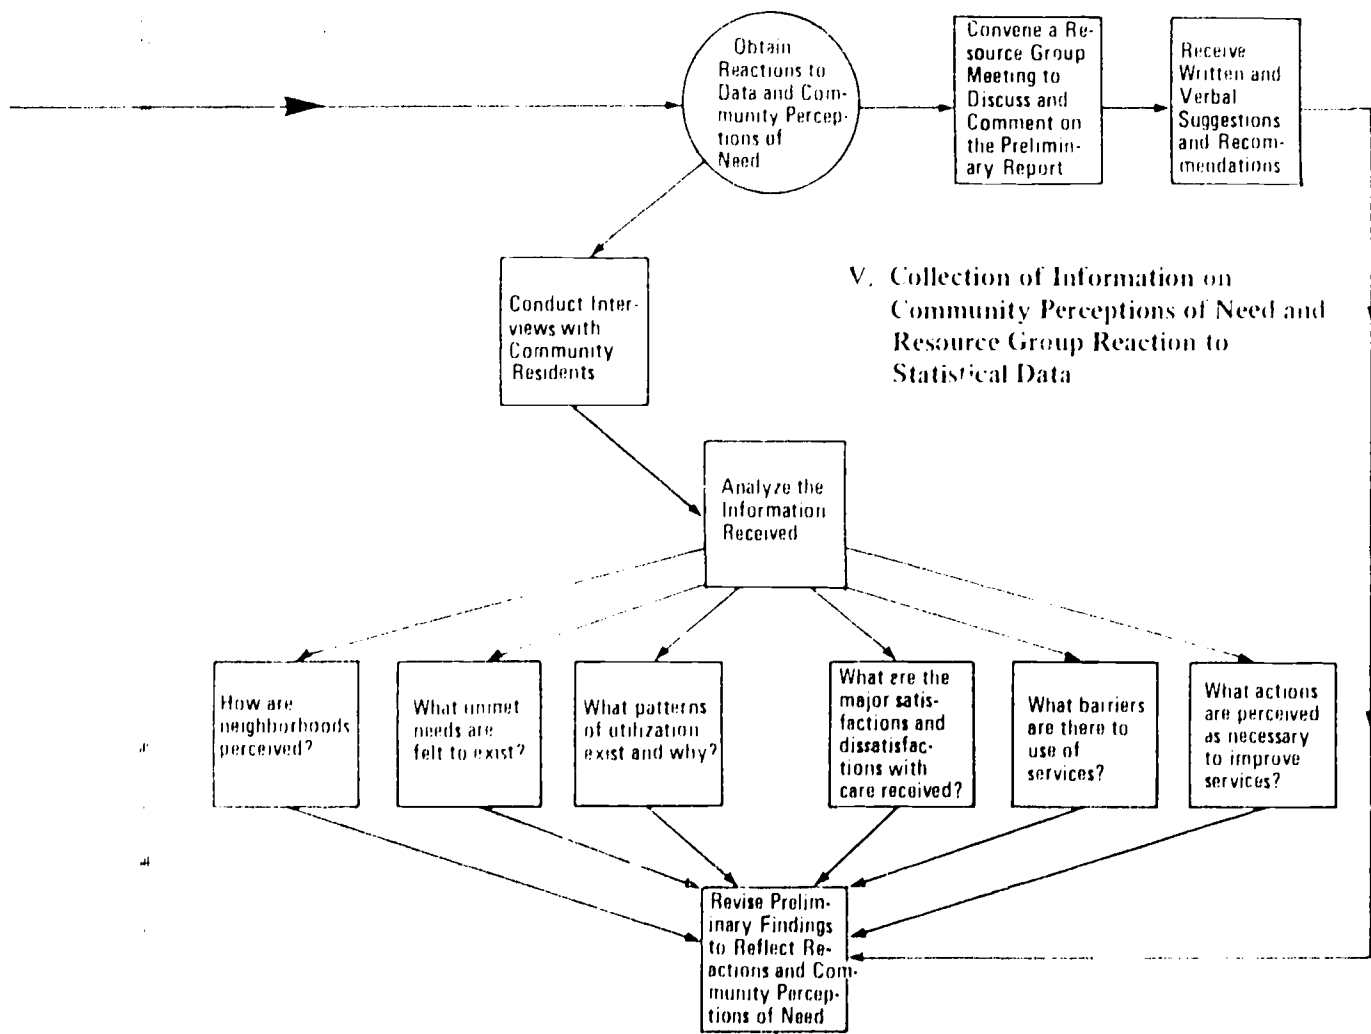 Obtain
Reactions to
Data and Com-
munity Percep-
tions of
Need
Convene a Re-
source Group
Meeting to
Discuss and
Comment on
the Prelimin-
ary Report
Receive
Written and
Verbal
Suggestions
and Recom-
mendations
Conduct Inter-
views with
Community
Residents
V. Collection of Information on
Community Perceptions of Need and
Resource Group Reaction to
Statistical Data
Analyze the
Information
Received
How are
neighborhoods
perceived?
What unmet
needs are
felt to exist?
What patterns
of utilization
exist and why?
What are the
major satis-
factions and
dissatisfac-
tions with
care received?
What barriers
are there to
use of
services?
What actions
are perceived
as necessary
to improve
services?
Revise Prelim-
inary Findings
to Reflect Re-
actions and Com-
munity Percep-
tions of Need